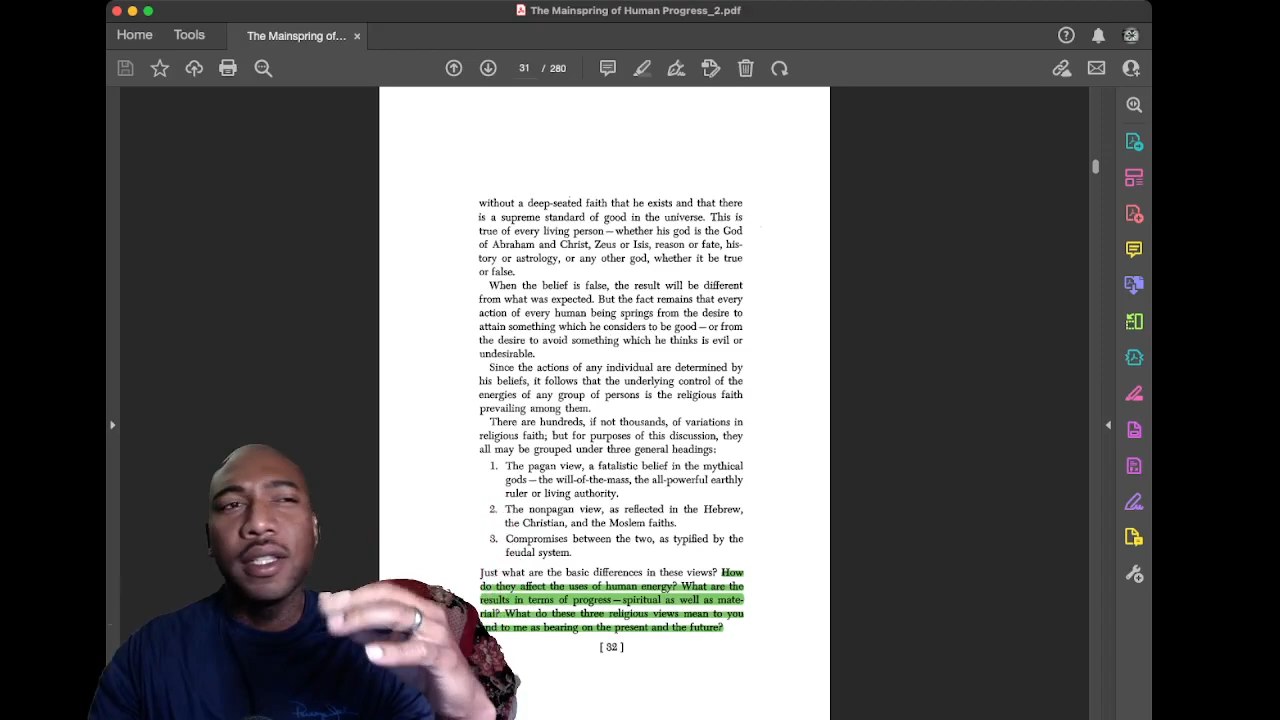 The Mainspring of Human Progress_2.pdf
Home
Tools
The Mainspring of...
31 / 280
without a deep-seated faith that he exists and that there
is a supreme standard of good in the universe. This is
true of every living person—whether his god is the God
of Abraham and Christ, Zeus or Isis, reason or fate, his-
tory or astrology, or any other god, whether it be true
or false.
When the belief is false, the result will be different
from what was expected. But the fact remains that every
action of every human being springs from the desire to
attain something which he considers to be good—or from
the desire to avoid something which he thinks is evil or
undesirable.
Since the actions of any individual are determined by
his beliefs, it follows that the underlying control of the
energies of any group of persons is the religious faith
prevailing among them.
There are hundreds, if not thousands, of variations in
religious faith; but for purposes of this discussion, they
all may be grouped under three general headings:
1. The pagan view, a fatalistic belief in the mythical
gods—the will-of-the-mass, the all-powerful earthly
ruler or living authority.
2. The nonpagan view, as reflected in the Hebrew,
the Christian, and the Moslem faiths.
3. Compromises between the two, as typified by the
feudal system.
Just what are the basic differences in these views? How
do they affect the uses of human energy? What are the
results in terms of progress—spiritual as well as mate-
rial? What do these three religious views mean to you
and to me as bearing on the present and the future?
[ 32 ]